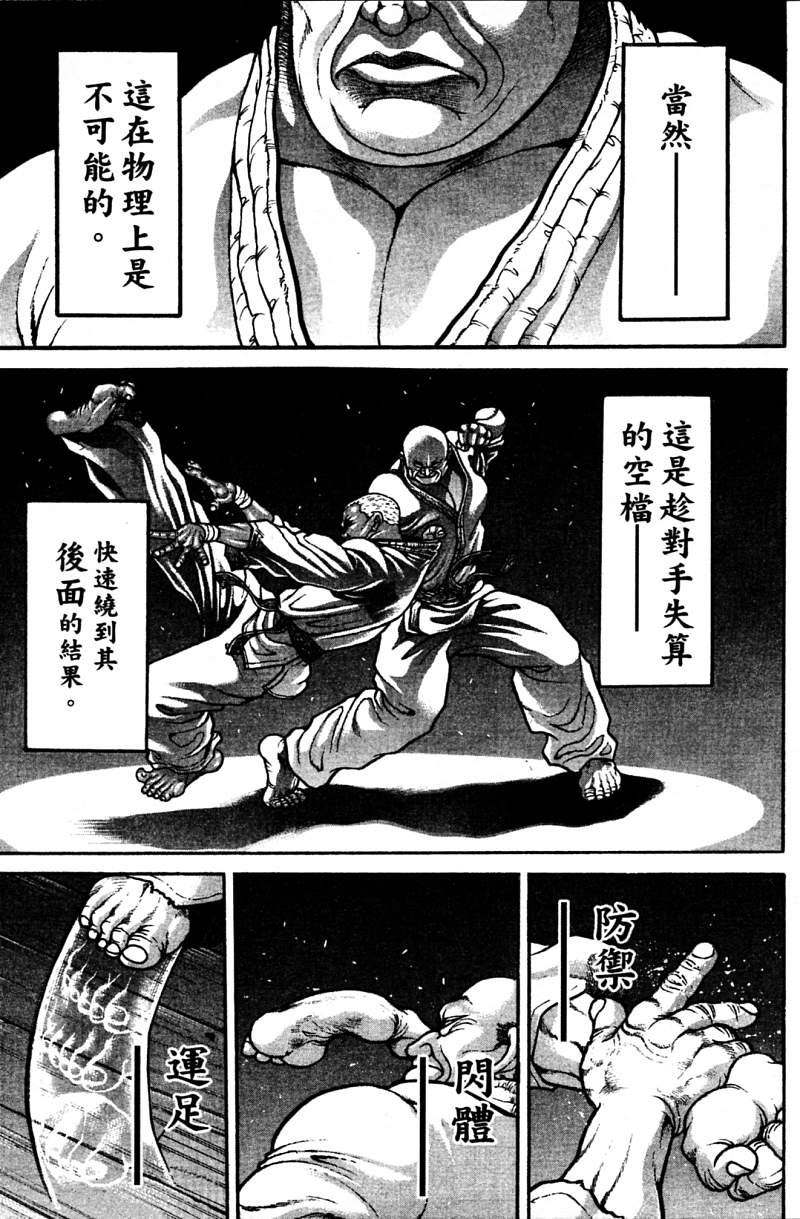 當然——
這在物理上是
不可能的。
這是趁對手失算
的空檔——
快速繞到其
後面的結果。
防禦——
閃體——
運足——